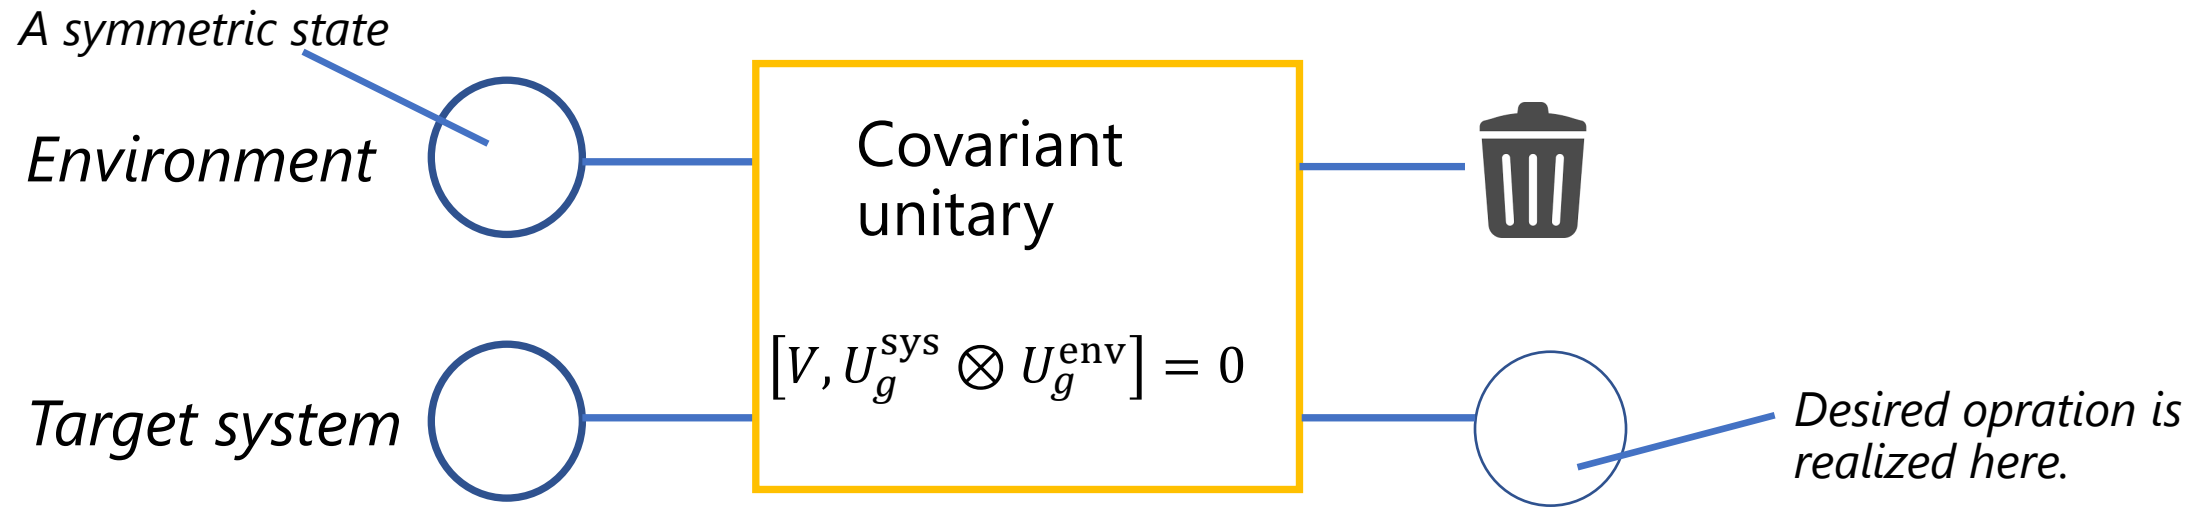 A symmetric state
Environment
Covariant
unitary
[V, U_g^sys ⊗ U_g^env] = 0
Target system
Desired opration is
realized here.